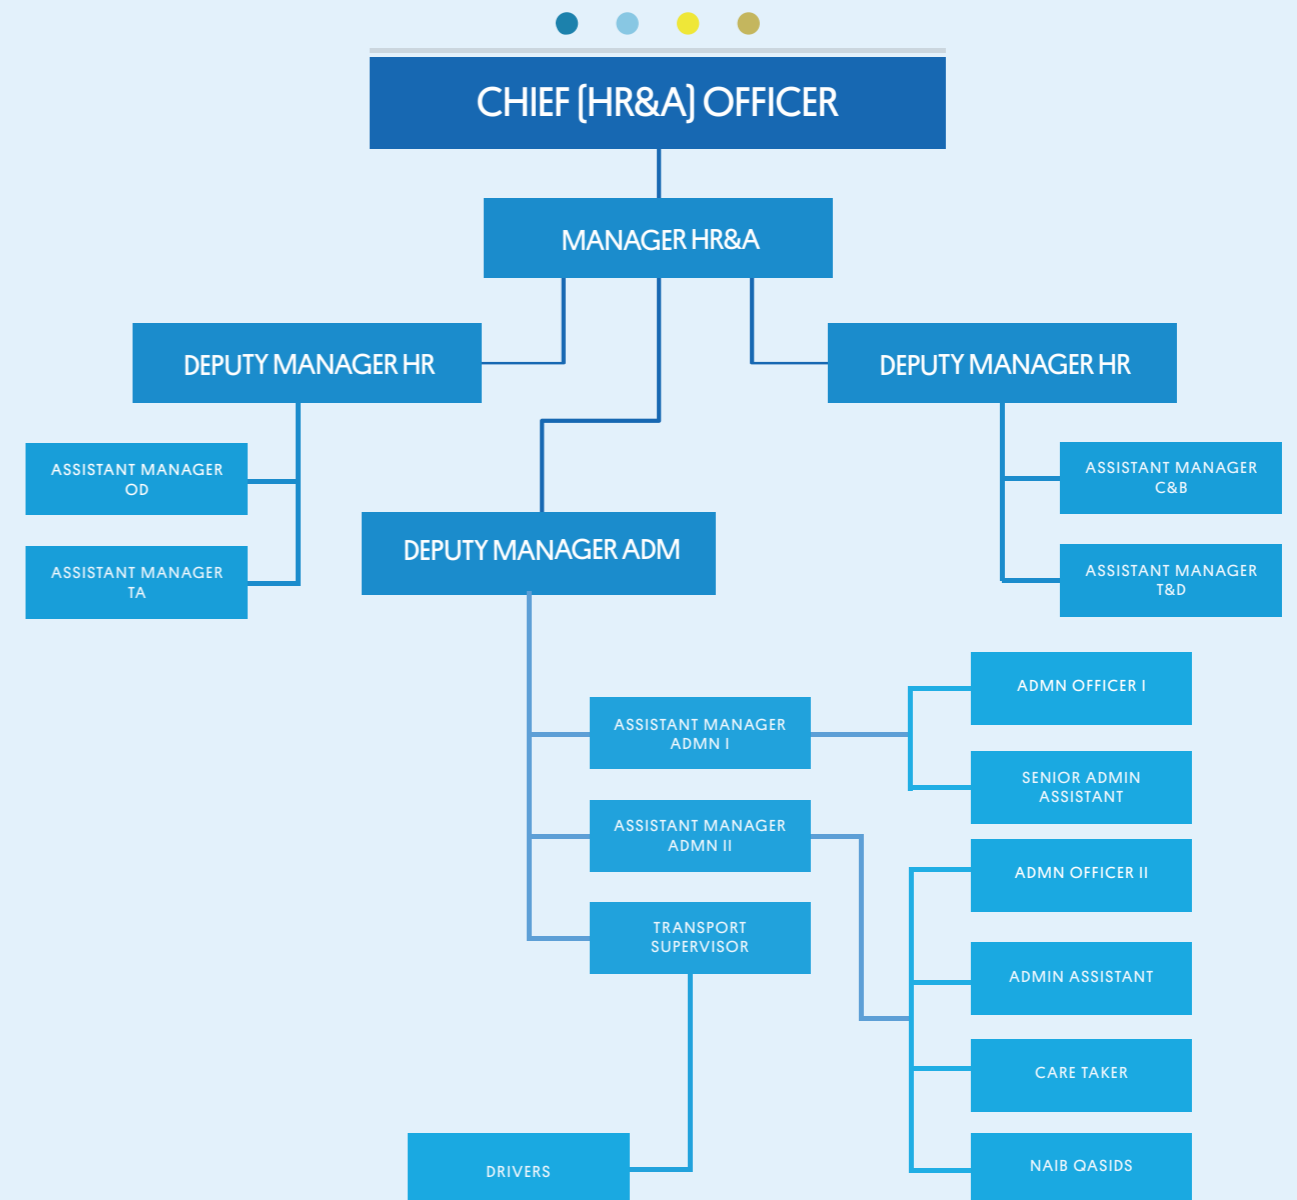 CHIEF (HR&A) OFFICER
MANAGER HR&A
DEPUTY MANAGER HR
DEPUTY MANAGER HR
ASSISTANT MANAGER
OD
ASSISTANT MANAGER
C&B
DEPUTY MANAGER ADM
ASSISTANT MANAGER
TA
ASSISTANT MANAGER
T&D
ADMN OFFICER I
ASSISTANT MANAGER
ADMN I
SENIOR ADMIN
ASSISTANT
ASSISTANT MANAGER
ADMN II
ADMN OFFICER II
TRANSPORT
SUPERVISOR
ADMIN ASSISTANT
CARE TAKER
DRIVERS
NAIB QASIDS